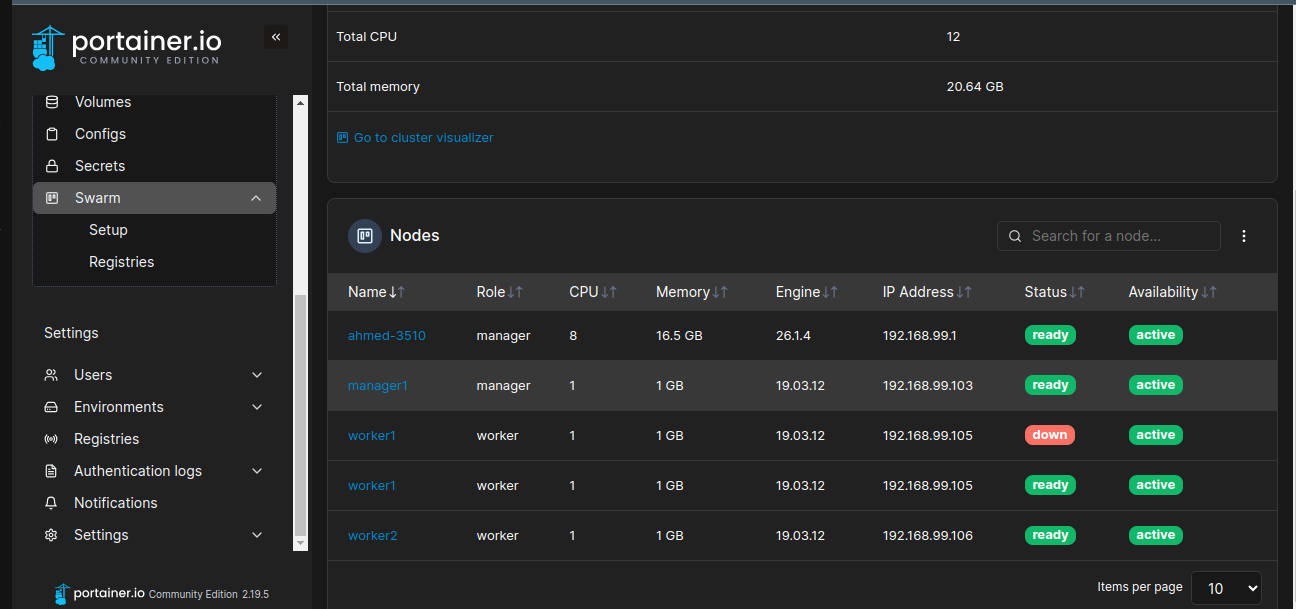 portainer.io
COMMUNITY EDITION
«
Volumes
Configs
Secrets
Swarm
Setup
Registries
Settings
Users
Environments
Registries
Authentication logs
Notifications
Settings
portainer.io Community Edition 2.19.5
Total CPU 12
Total memory 20.64 GB
Go to cluster visualizer
Nodes Search for a node...
Name Role CPU Memory Engine IP Address Status Availability
ahmed-3510 manager 8 16.5 GB 26.1.4 192.168.99.1 ready active
manager1 manager 1 1 GB 19.03.12 192.168.99.103 ready active
worker1 worker 1 1 GB 19.03.12 192.168.99.105 down active
worker1 worker 1 1 GB 19.03.12 192.168.99.105 ready active
worker2 worker 1 1 GB 19.03.12 192.168.99.106 ready active
Items per page 10